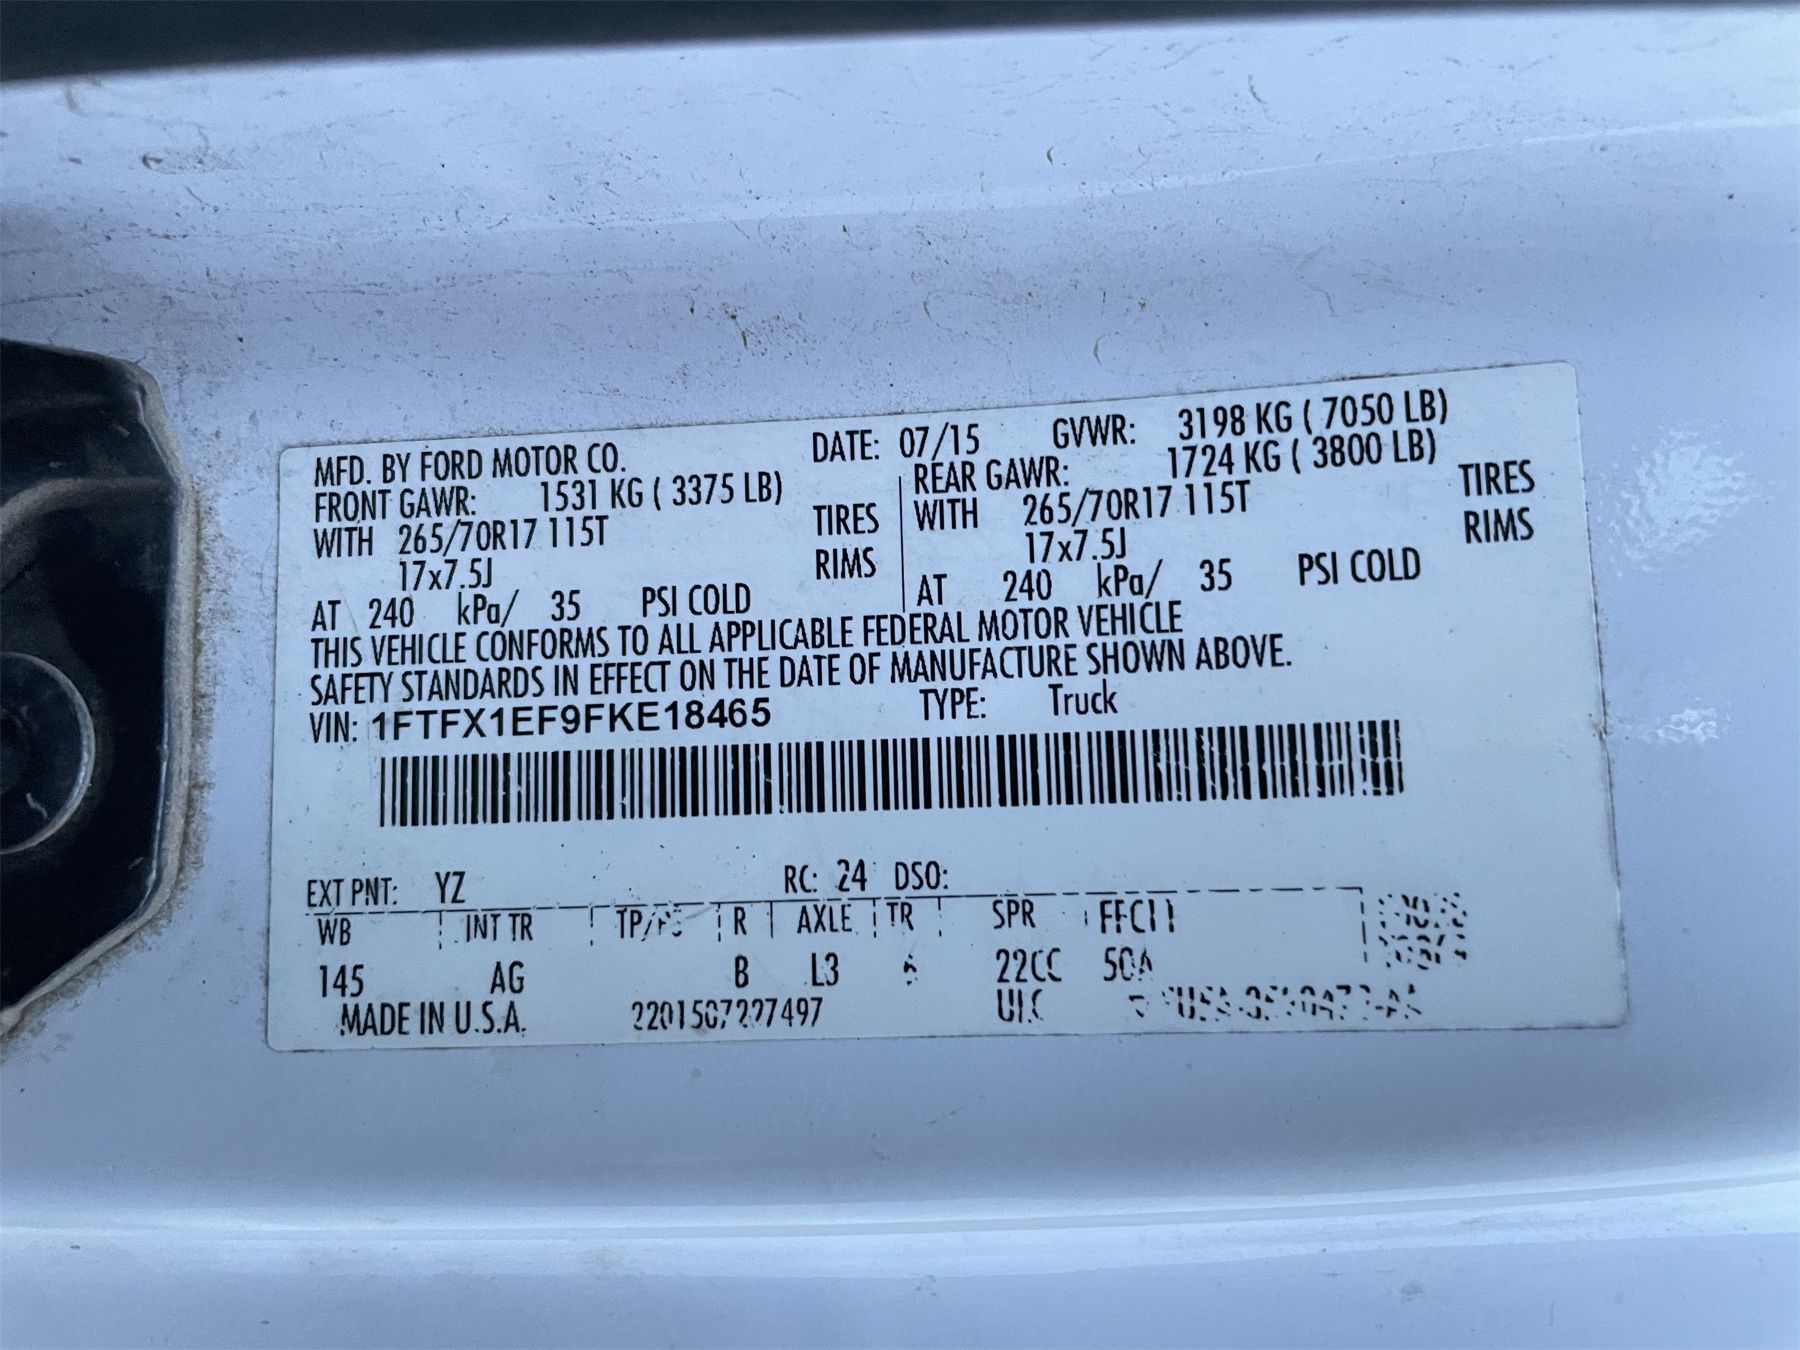 MFD. BY FORD MOTOR CO. DATE: 07/15 GVWR: 3198 KG ( 7050 LB)
FRONT GAWR: 1531 KG ( 3375 LB) REAR GAWR: 1724 KG ( 3800 LB)
WITH 265/70R17 115T TIRES WITH 265/70R17 115T TIRES
17x7.5J RIMS 17x7.5J RIMS
AT 240 kPa/ 35 PSI COLD AT 240 kPa/ 35 PSI COLD
THIS VEHICLE CONFORMS TO ALL APPLICABLE FEDERAL MOTOR VEHICLE
SAFETY STANDARDS IN EFFECT ON THE DATE OF MANUFACTURE SHOWN ABOVE.
VIN: 1FTFX1EF9FKE18465 TYPE: Truck
EXT PNT: YZ RC: 24 DSO:
WB INT TR R AXLE TR SPR
145 AG B L3 50A
MADE IN U.S.A.